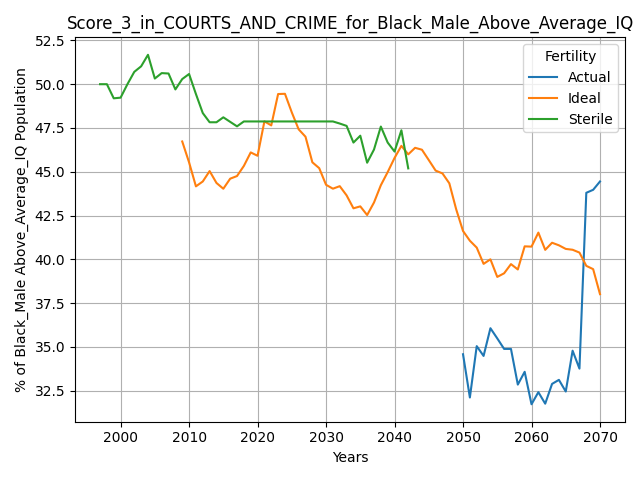 Score_3_in_COURTS_AND_CRIME_for_Black_Male_Above_Average_IQ
% of Black_Male Above_Average_IQ Population
52.5
50.0
47.5
45.0
42.5
40.0
37.5
35.0
32.5
Fertility
Actual
Ideal
Sterile
2000 2010 2020 2030 2040 2050 2060 2070
Years